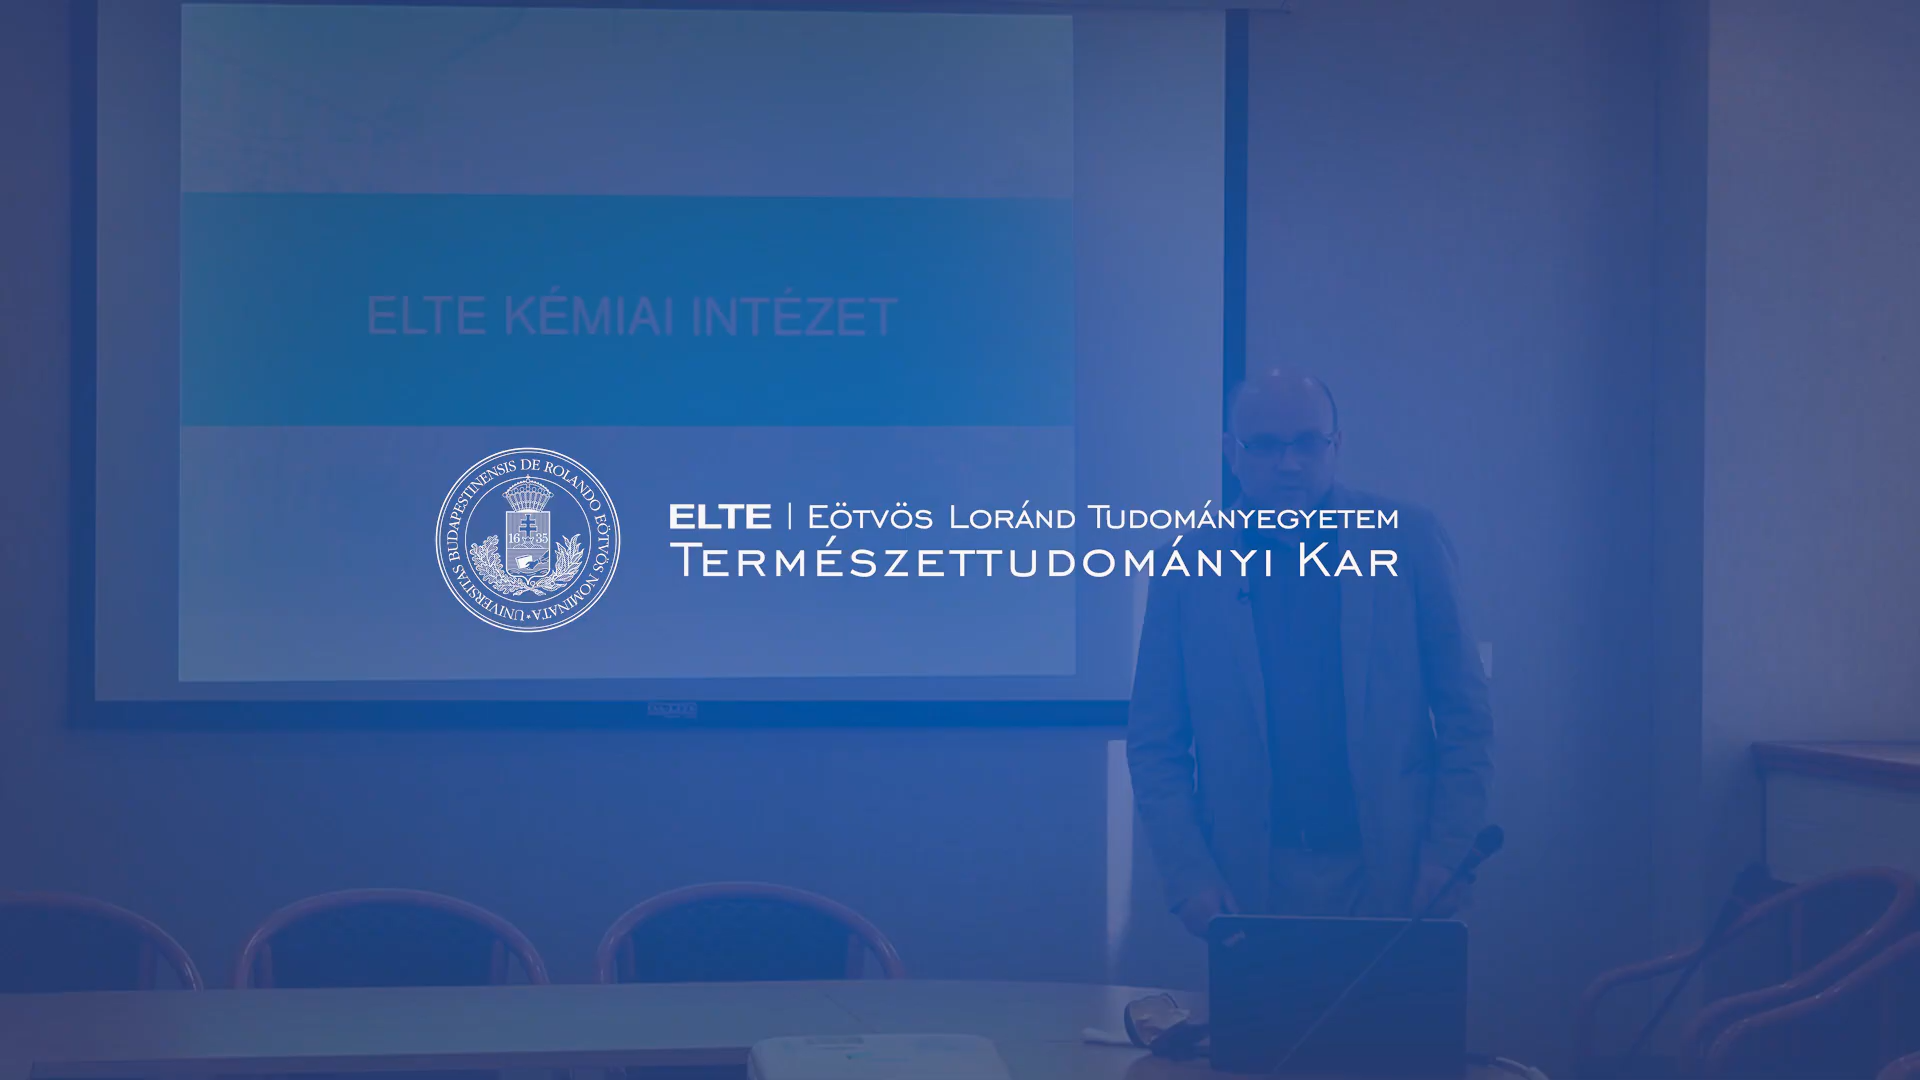 ELTE KÉMIAI INTÉZET
UNIVERSITAS BUDAPESTINENSIS DE ROLANDO EÖTVÖS NOMINATA
16 35
ELTE | EÖTVÖS LORÁND TUDOMÁNYEGYETEM
TERMÉSZETTUDOMÁNYI KAR